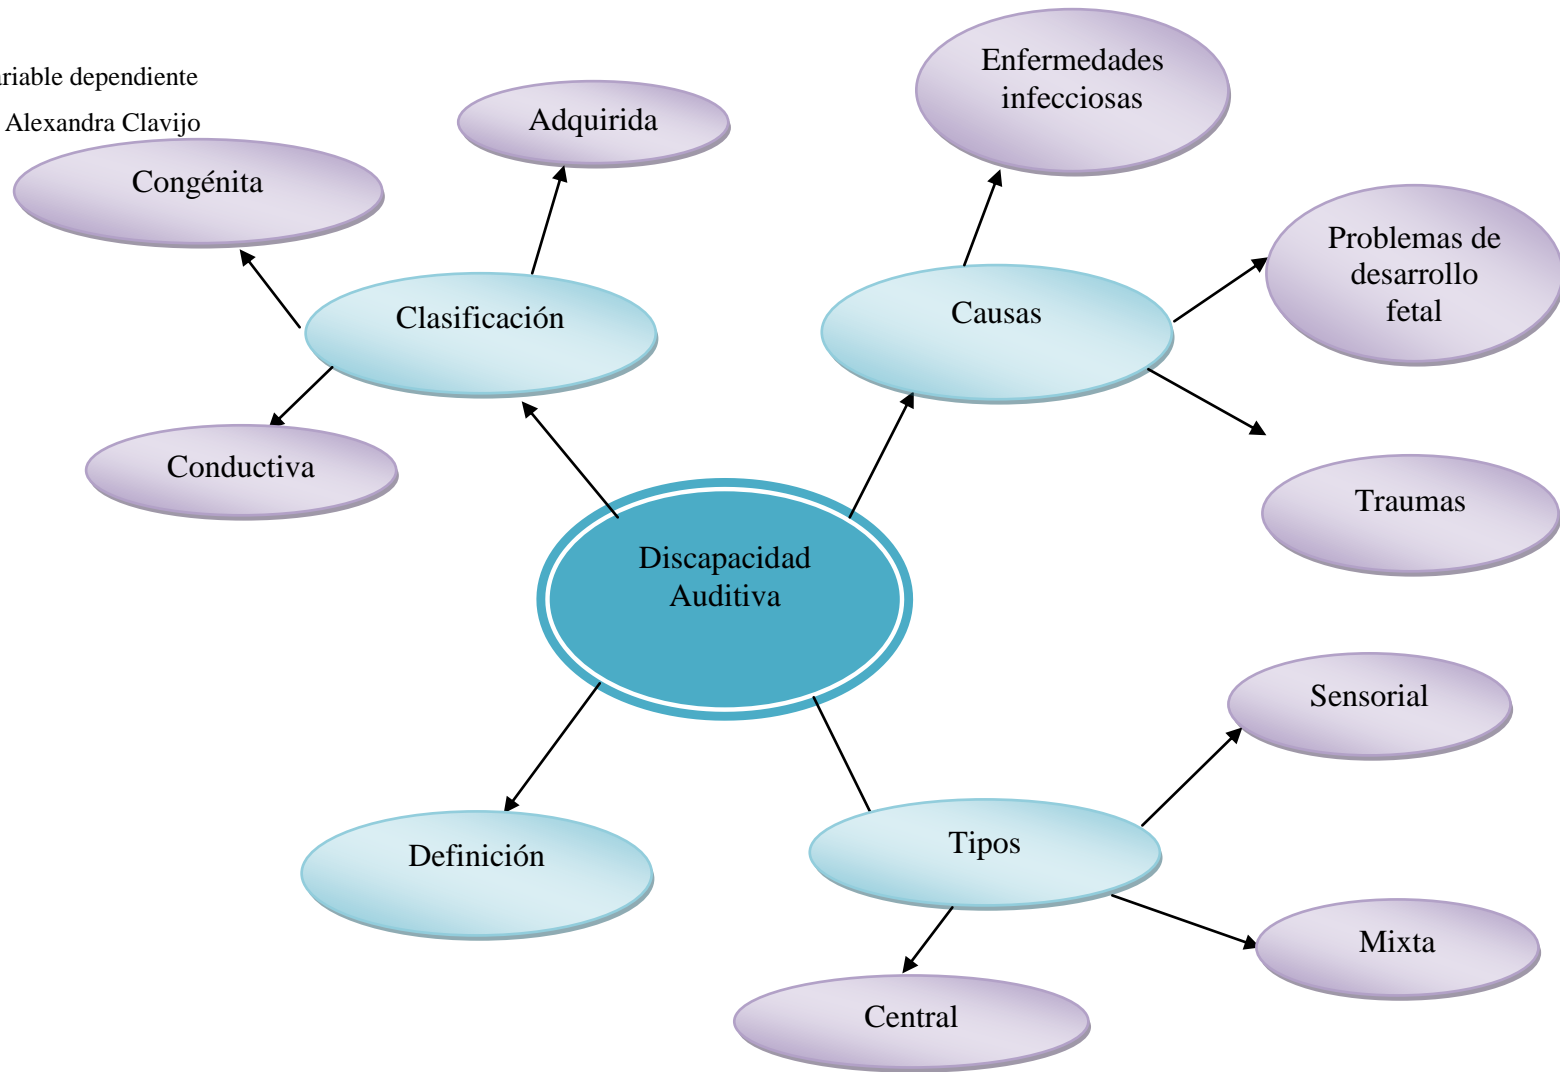 ariable dependiente
Alexandra Clavijo
Congénita
Adquirida
Clasificación
Conductiva
Enfermedades
infecciosas
Causas
Problemas de
desarrollo
fetal
Traumas
Discapacidad
Auditiva
Definición
Tipos
Sensorial
Mixta
Central